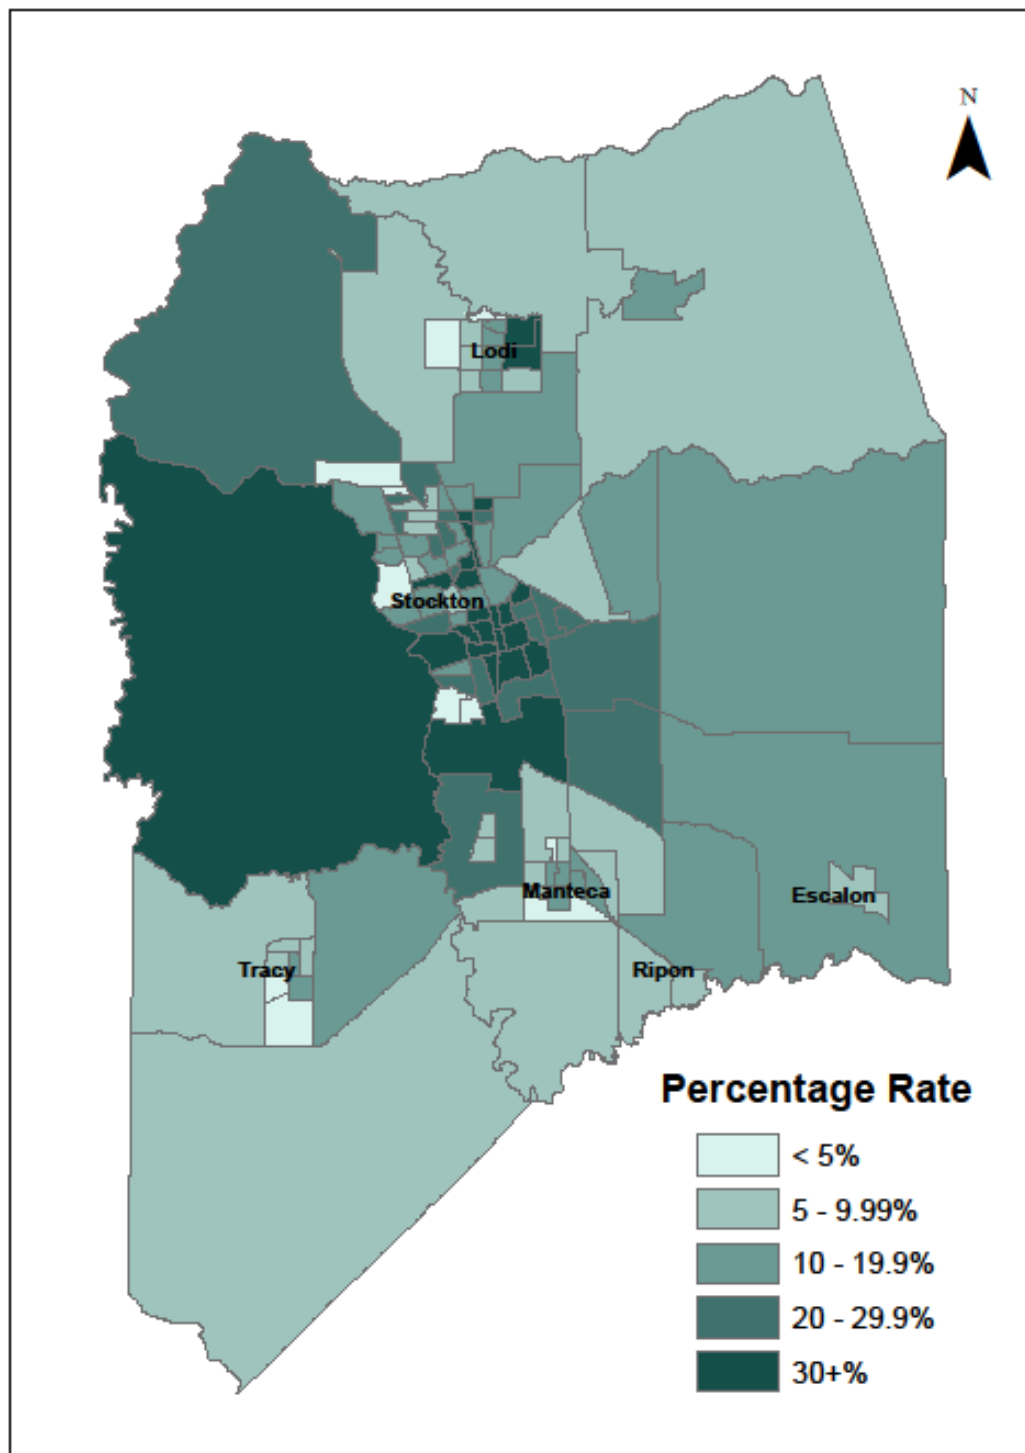 N
Lodi
Stockton
Manteca
Escalon
Tracy
Ripon
Percentage Rate
< 5%
5 - 9.99%
10 - 19.9%
20 - 29.9%
30+%